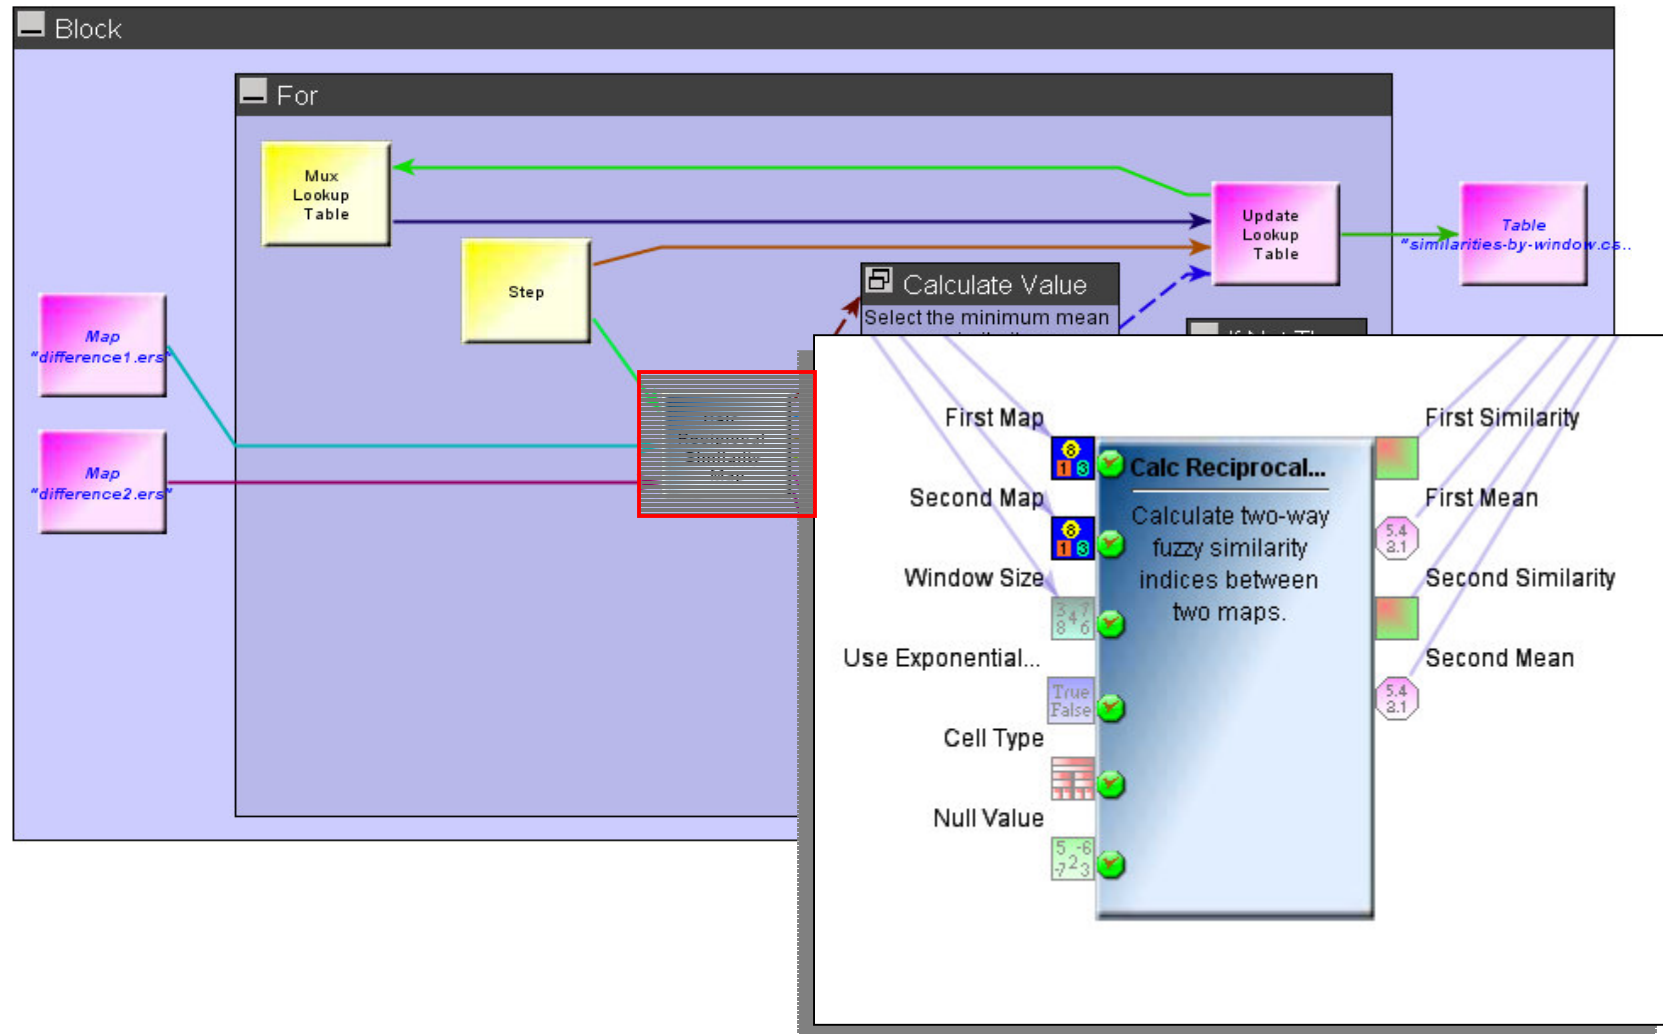 Block
For
Mux
Lookup
Table
Step
Update
Lookup
Table
Table
"similarities-by-window.cs..
Calculate Value
Select the minimum mean
Map
"difference1.ers"
Map
"difference2.ers"
Similarity
Map
First Map
Second Map
Window Size
Use Exponential...
True
False
Cell Type
Null Value
Calc Reciprocal...
Calculate two-way
fuzzy similarity
indices between
two maps.
First Similarity
First Mean
Second Similarity
Second Mean